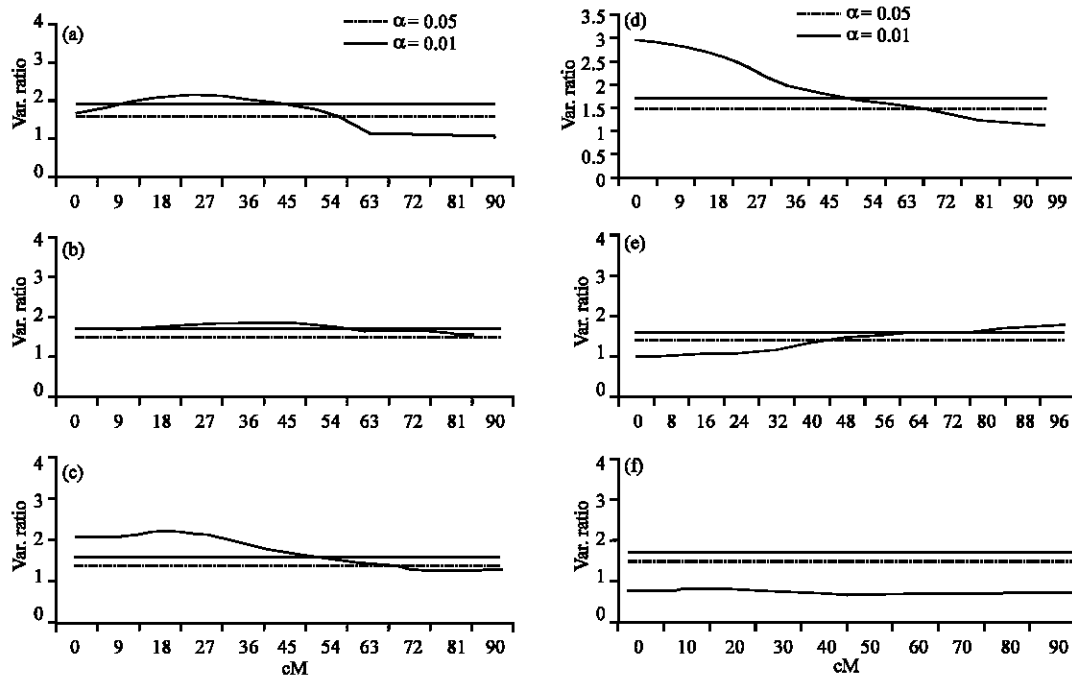 (a)
α = 0.05
α = 0.01
4
3
2
1
0
Var. ratio
0 9 18 27 36 45 54 63 72 81 90
(b)
4
3
2
1
0
Var. ratio
0 9 18 27 36 45 54 63 72 81 90
(c)
4
3
2
1
0
Var. ratio
0 9 18 27 36 45 54 63 72 81 90
cM
(d)
α = 0.05
α = 0.01
3.5
3
2.5
2
1.5
1
0.5
0
Var. ratio
0 9 18 27 36 45 54 63 72 81 90 99
(e)
4
3
2
1
0
Var. ratio
0 8 16 24 32 40 48 56 64 72 80 88 96
(f)
4
3
2
1
0
Var. ratio
0 10 20 30 40 50 60 70 80 90
cM